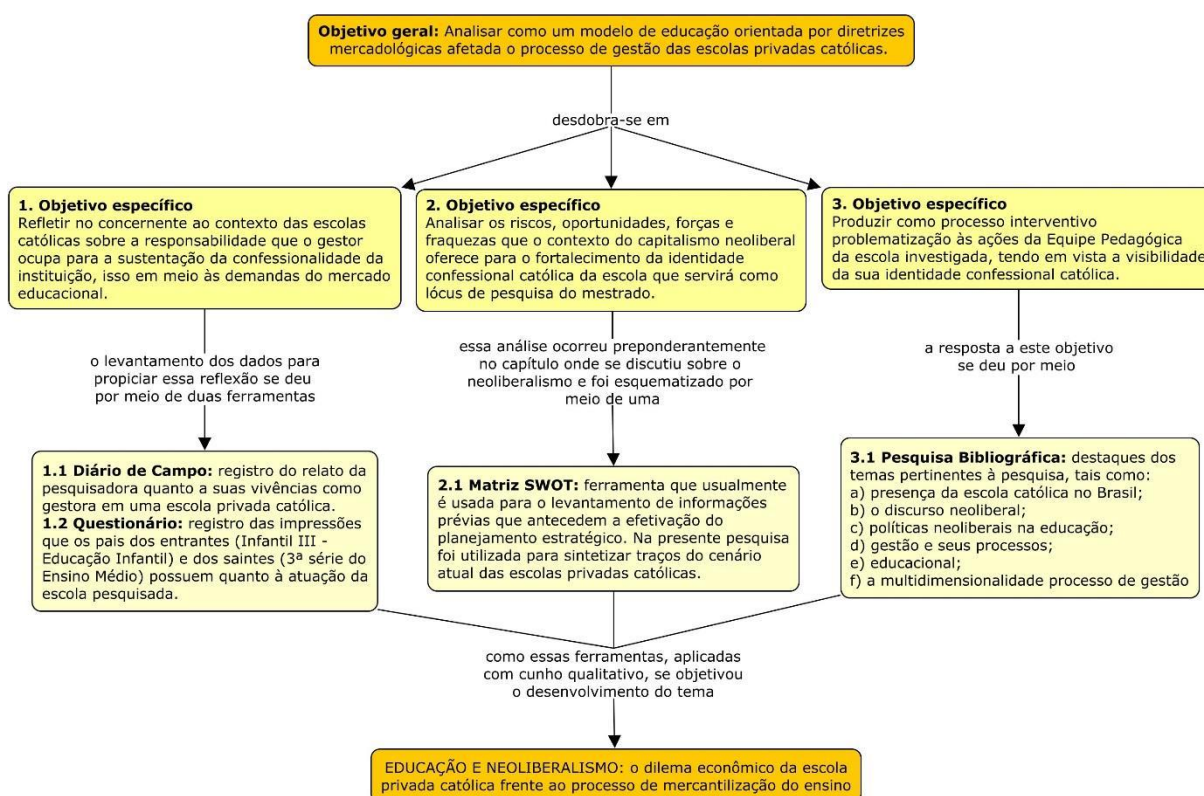 Objetivo geral: Analisar como um modelo de educação orientada por diretrizes
mercadológicas afetada o processo de gestão das escolas privadas católicas.
desdobra-se em
1. Objetivo específico
Refletir no concernente ao contexto das escolas
católicas sobre a responsabilidade que o gestor
ocupa para a sustentação da confessionalidade da
instituição, isso em meio às demandas do mercado
educacional.
2. Objetivo específico
Analisar os riscos, oportunidades, forças e
fraquezas que o contexto do capitalismo neoliberal
oferece para o fortalecimento da identidade
confessional católica da escola que servirá como
lócus de pesquisa do mestrado.
3. Objetivo específico
Produzir como processo interventivo
problematização às ações da Equipe Pedagógica
da escola investigada, tendo em vista a visibilidade
da sua identidade confessional católica.
o levantamento dos dados para
propiciar essa reflexão se deu
por meio de duas ferramentas
essa análise ocorreu preponderantemente
no capítulo onde se discutiu sobre o
neoliberalismo e foi esquematizado por
meio de uma
a resposta a este objetivo
se deu por meio
1.1 Diário de Campo: registro do relato da
pesquisadora quanto a suas vivências como
gestora em uma escola privada católica.
1.2 Questionário: registro das impressões
que os pais dos entrantes (Infantil III -
Educação Infantil) e dos saintes (3ª série do
Ensino Médio) possuem quanto à atuação da
escola pesquisada.
2.1 Matriz SWOT: ferramenta que usualmente
é usada para o levantamento de informações
prévias que antecedem a efetivação do
planejamento estratégico. Na presente pesquisa
foi utilizada para sintetizar traços do cenário
atual das escolas privadas católicas.
3.1 Pesquisa Bibliográfica: destaques dos
temas pertinentes à pesquisa, tais como:
a) presença da escola católica no Brasil;
b) o discurso neoliberal;
c) políticas neoliberais na educação;
d) gestão e seus processos;
e) educacional;
f) a multidimensionalidade processo de gestão
como essas ferramentas, aplicadas
com cunho qualitativo, se objetivou
o desenvolvimento do tema
EDUCAÇÃO E NEOLIBERALISMO: o dilema econômico da escola
privada católica frente ao processo de mercantilização do ensino